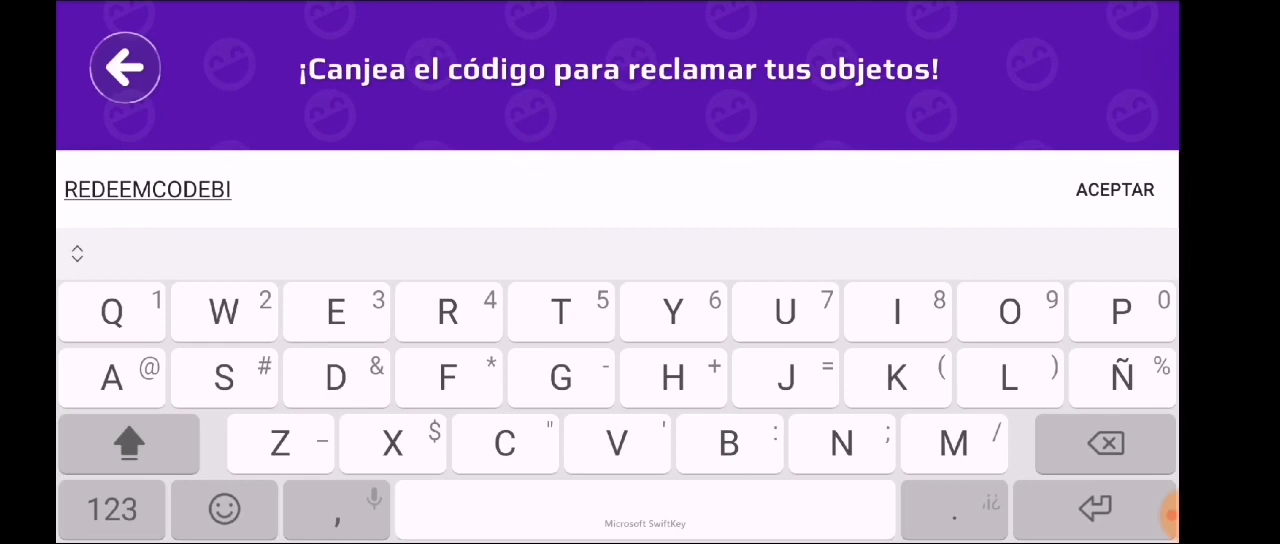 ¡Canjea el código para reclamar tus objetos!
REDEEMCODEBI
ACEPTAR
Q 1 W 2 E 3 R 4 T 5 Y 6 U 7 I 8 O 9 P 0
A @ S # D & F * G - H + J = K ( L ) Ñ %
Z _ X $ C " V ' B : N ; M /
123 , . ,¡¿
Microsoft SwiftKey